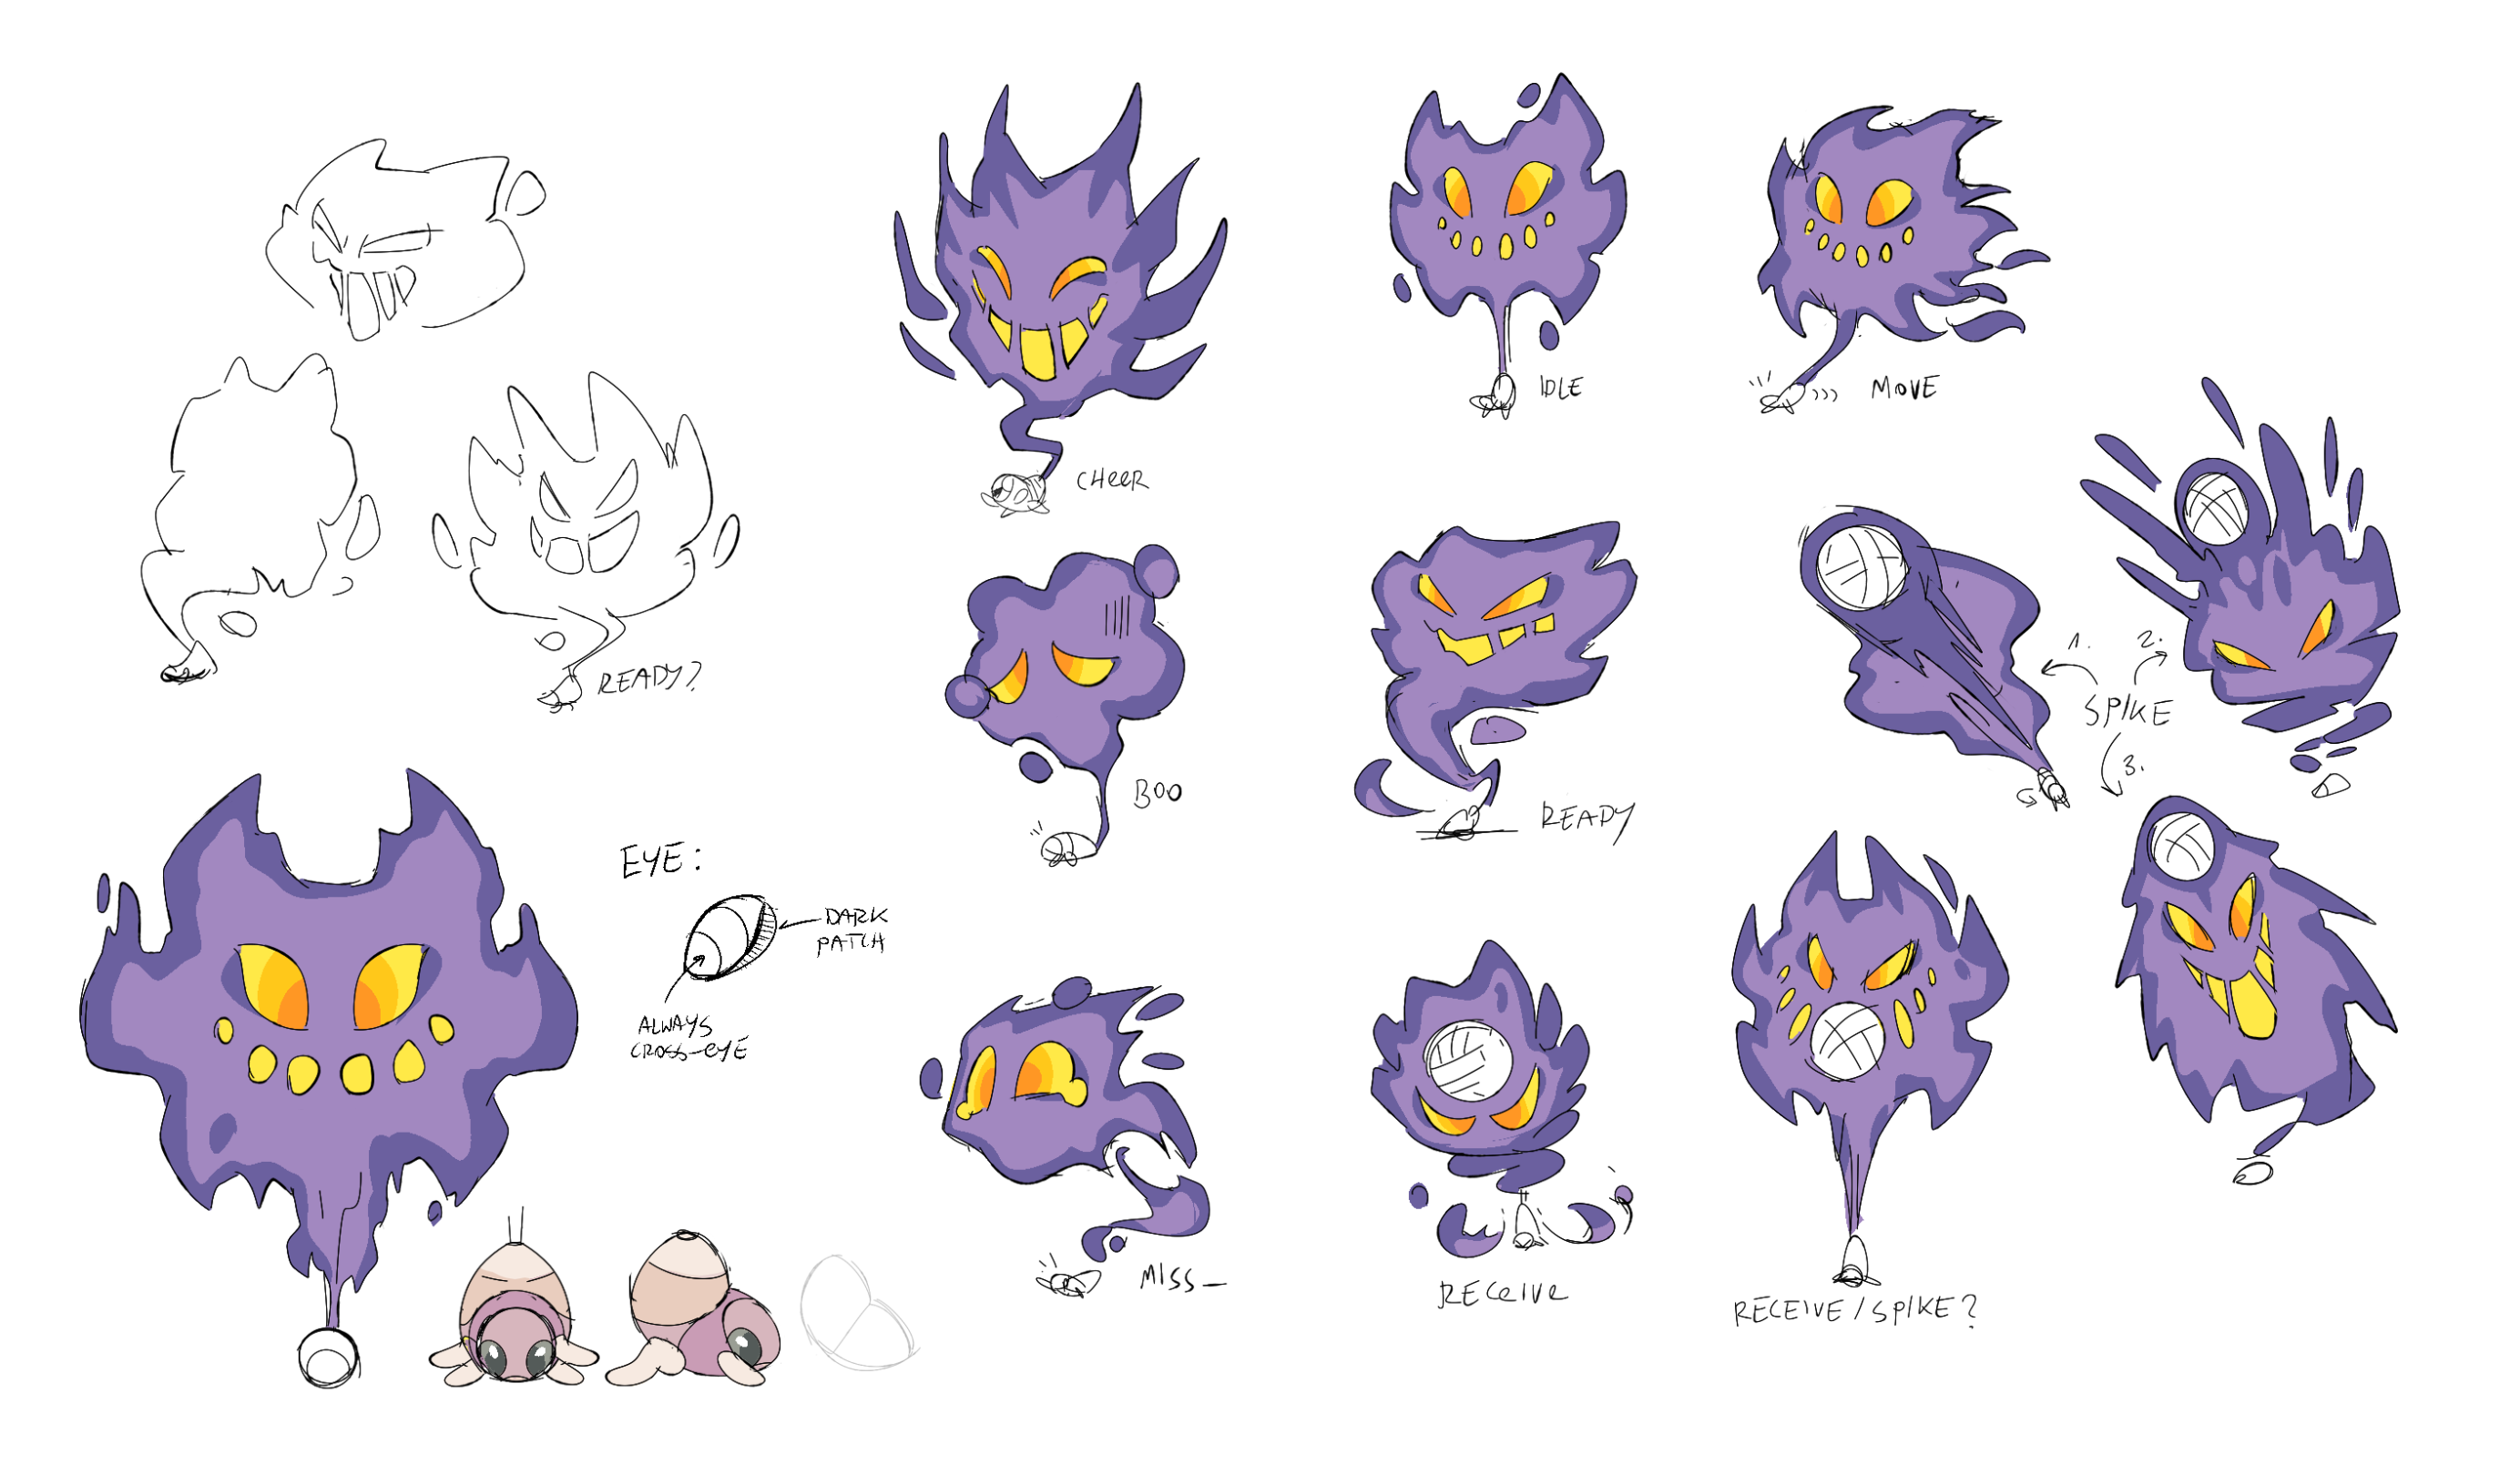 READY?
CHEER
IDLE
MOVE
BOO
READY
1.
2.
SPIKE
3.
EYE:
DARK
PATCH
ALWAYS
CROSS-EYE
MISS-
RECEIVE
RECEIVE/SPIKE?